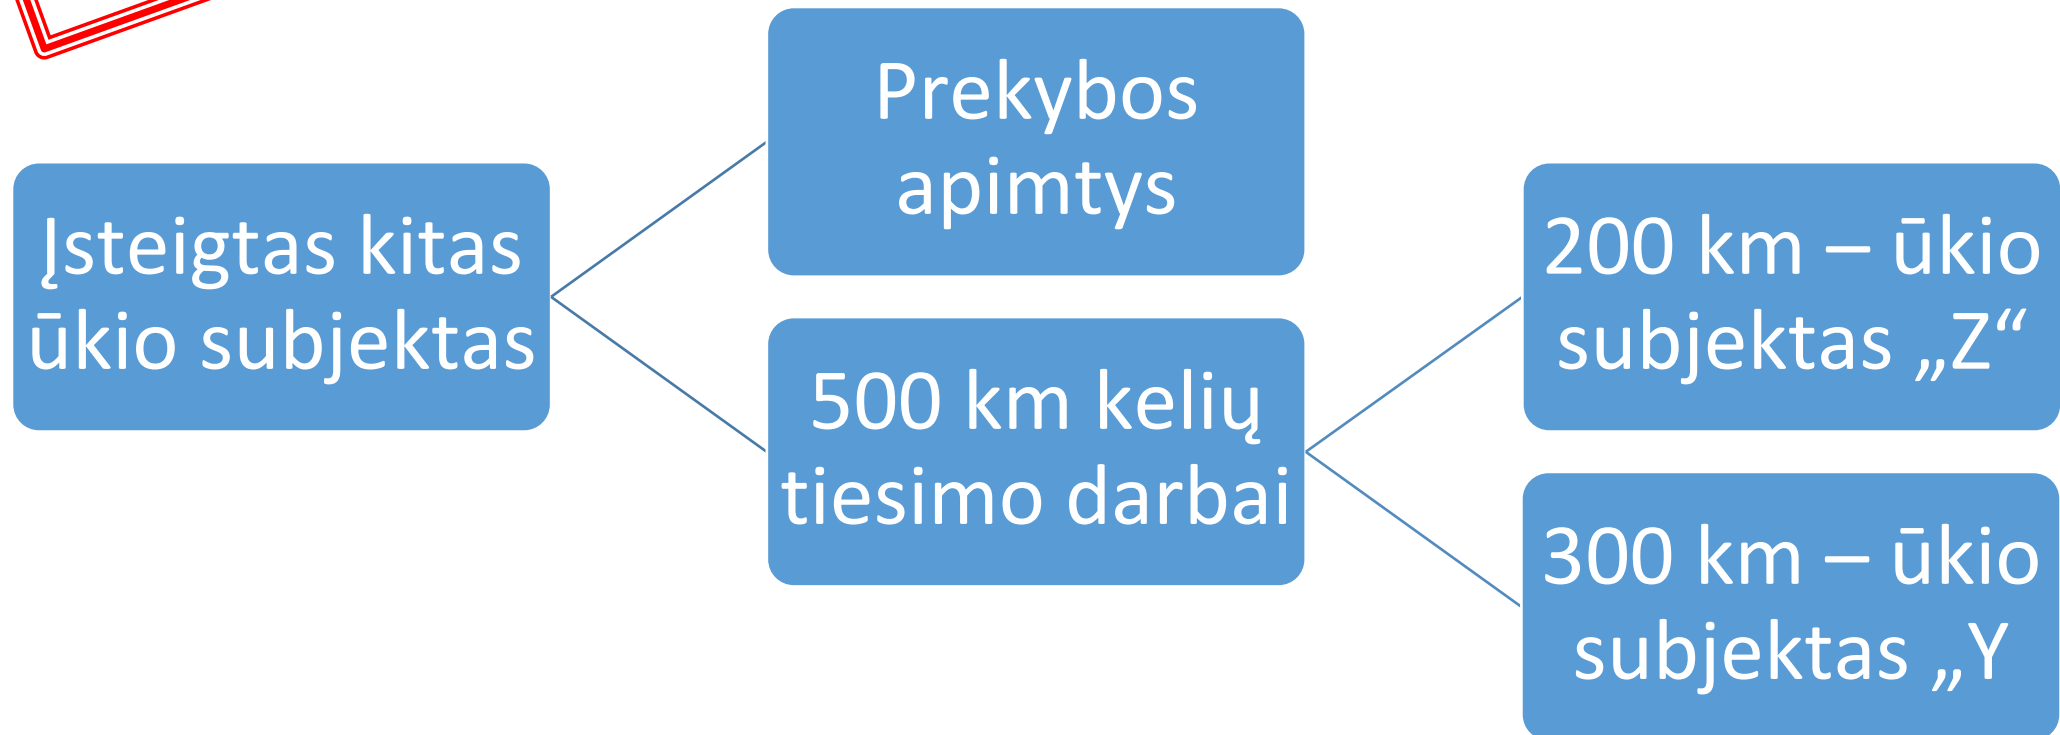 Įsteigtas kitas
ūkio subjektas
Prekybos
apimtys
500 km kelių
tiesimo darbai
200 km – ūkio
subjektas „Z“
300 km – ūkio
subjektas „Y